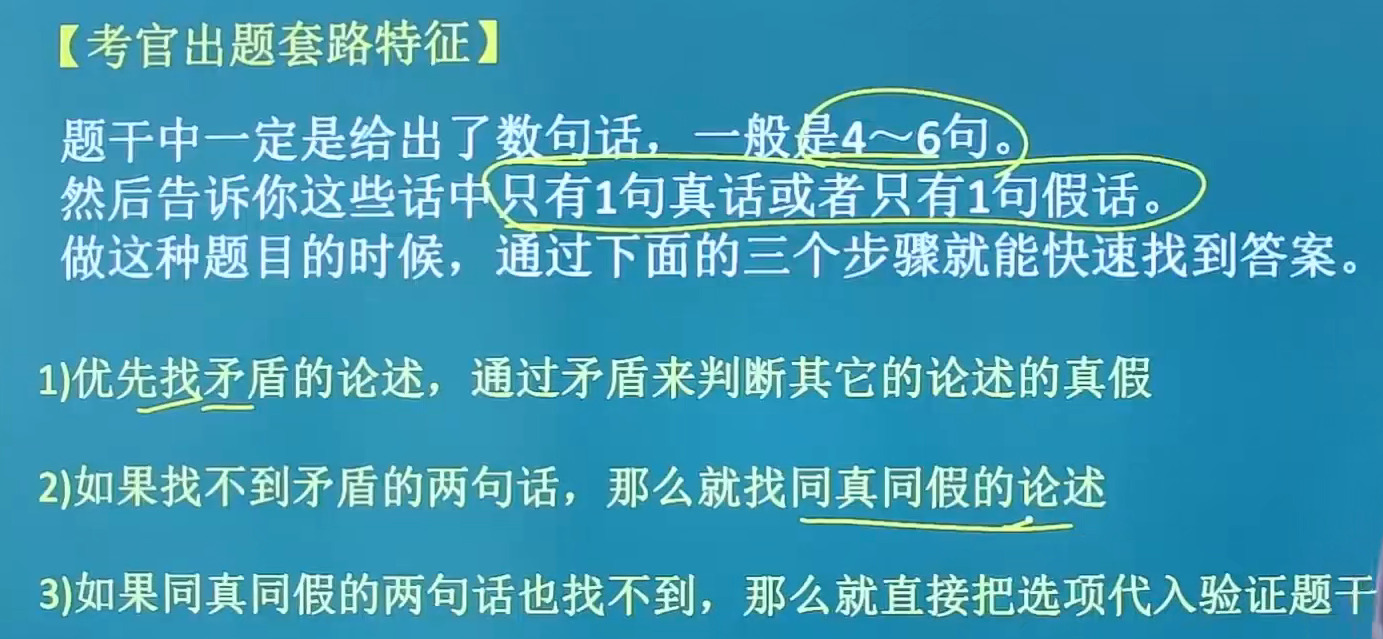 【考官出题套路特征】
题干中一定是给出了数句话，一般是4～6句。
然后告诉你这些话中只有1句真话或者只有1句假话。
做这种题目的时候，通过下面的三个步骤就能快速找到答案。
1)优先找矛盾的论述，通过矛盾来判断其它的论述的真假
2)如果找不到矛盾的两句话，那么就找同真同假的论述
3)如果同真同假的两句话也找不到，那么就直接把选项代入验证题干